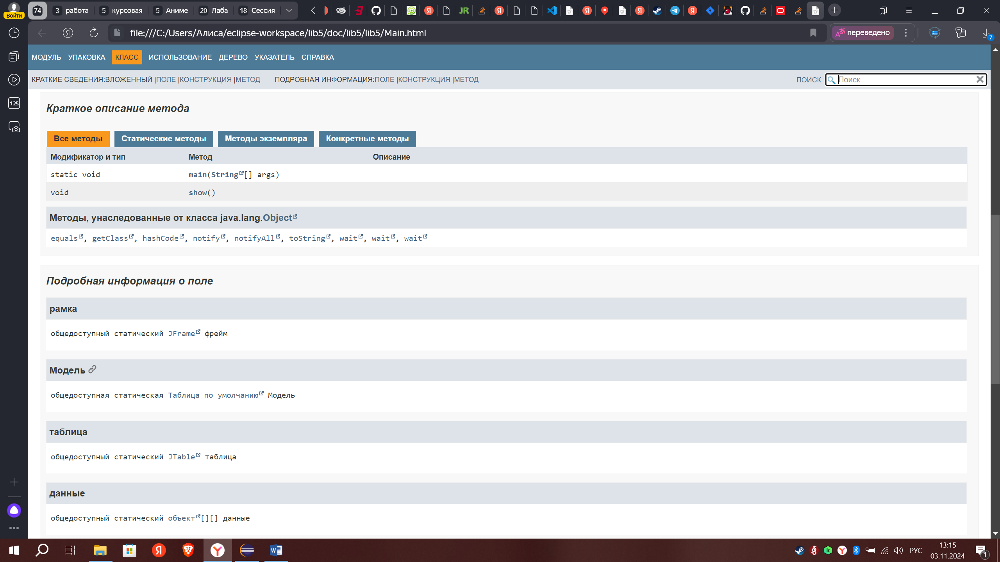 Войти
74
3 работа
5 курсовая
5 Аниме
20 Лаба
18 Сессия
file:///C:/Users/Алиса/eclipse-workspace/lib5/doc/lib5/lib5/Main.html
переведено
7
125
МОДУЛЬ УПАКОВКА КЛАСС ИСПОЛЬЗОВАНИЕ ДЕРЕВО УКАЗАТЕЛЬ СПРАВКА
КРАТКИЕ СВЕДЕНИЯ:ВЛОЖЕННЫЙ |ПОЛЕ |КОНСТРУКЦИЯ |МЕТОД ПОДРОБНАЯ ИНФОРМАЦИЯ:ПОЛЕ |КОНСТРУКЦИЯ |МЕТОД
ПОИСК Поиск
Краткое описание метода
Все методы Статические методы Методы экземпляра Конкретные методы
Модификатор и тип Метод Описание
static void main(String[] args)
void show()
Методы, унаследованные от класса java.lang.Object
equals, getClass, hashCode, notify, notifyAll, toString, wait, wait, wait
Подробная информация о поле
рамка
общедоступный статический JFrame фрейм
Модель
общедоступная статическая Таблица по умолчанию Модель
таблица
общедоступный статический JTable таблица
данные
общедоступный статический объект[][] данные
РУС
13:15
03.11.2024
1